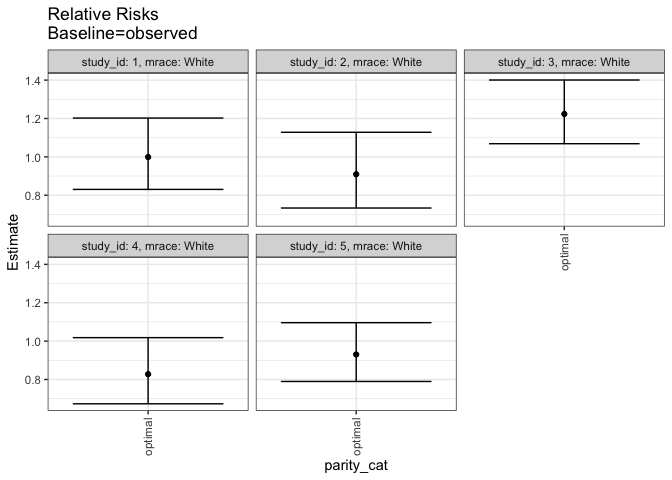 Relative Risks
Baseline=observed
study_id: 1, mrace: White
study_id: 2, mrace: White
study_id: 3, mrace: White
1.4
1.2
1.0
0.8
optimal
Estimate
study_id: 4, mrace: White
study_id: 5, mrace: White
1.4
1.2
1.0
0.8
optimal
optimal
parity_cat